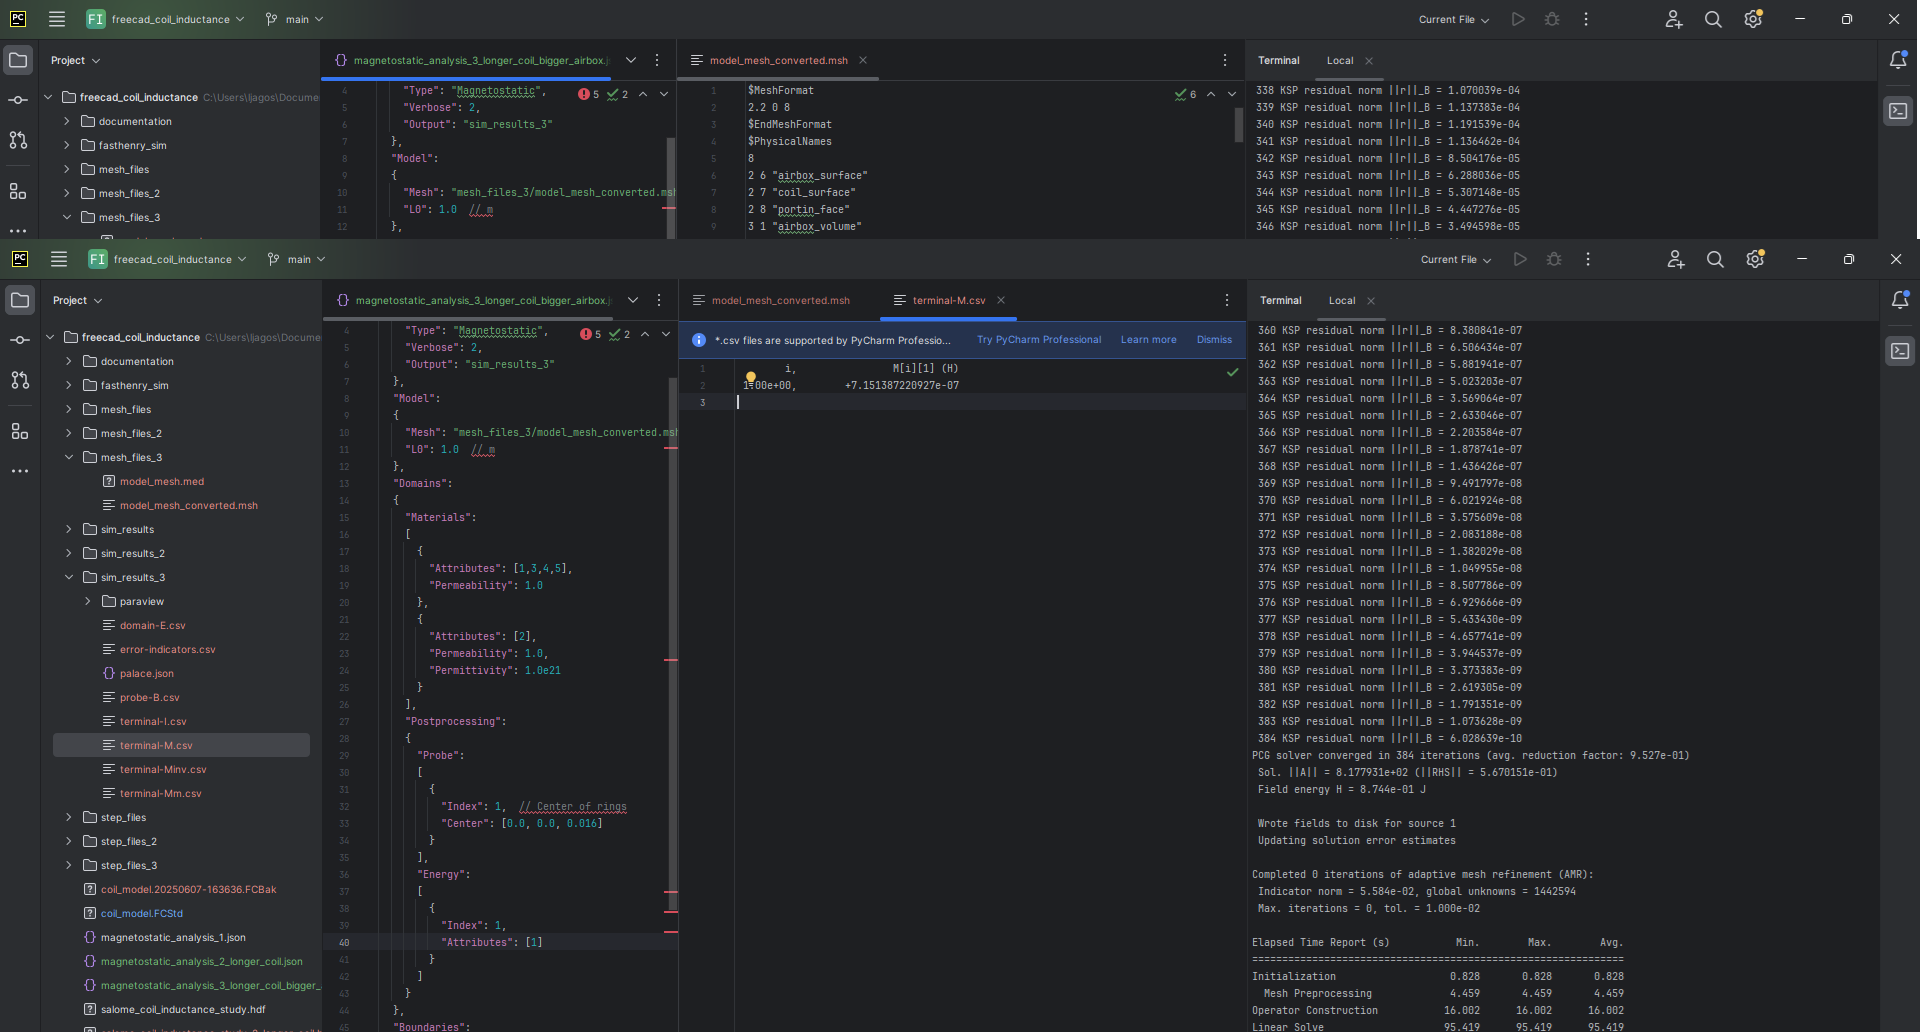 PC FI freecad_coil_inductance main Current File
Project
freecad_coil_inductance C:\Users\ljagos\Docume
documentation
fasthenry_sim
mesh_files
mesh_files_2
mesh_files_3
magnetostatic_analysis_3_longer_coil_bigger_airbox.j
5 2
4 "Type": "Magnetostatic",
5 "Verbose": 2,
6 "Output": "sim_results_3"
7 },
8 "Model":
9 {
10 "Mesh": "mesh_files_3/model_mesh_converted.msh
11 "L0": 1.0 // m
12 },
model_mesh_converted.msh
6
1 $MeshFormat
2 2.2 0 8
3 $EndMeshFormat
4 $PhysicalNames
5 8
6 2 6 "airbox_surface"
7 2 7 "coil_surface"
8 2 8 "portin_face"
9 3 1 "airbox_volume"
Terminal Local
338 KSP residual norm ||r||_B = 1.070039e-04
339 KSP residual norm ||r||_B = 1.137383e-04
340 KSP residual norm ||r||_B = 1.191539e-04
341 KSP residual norm ||r||_B = 1.136462e-04
342 KSP residual norm ||r||_B = 8.504176e-05
343 KSP residual norm ||r||_B = 6.288036e-05
344 KSP residual norm ||r||_B = 5.307148e-05
345 KSP residual norm ||r||_B = 4.447276e-05
346 KSP residual norm ||r||_B = 3.494598e-05
PC FI freecad_coil_inductance main Current File
Project
freecad_coil_inductance C:\Users\ljagos\Docume
documentation
fasthenry_sim
mesh_files
mesh_files_2
mesh_files_3
model_mesh.med
model_mesh_converted.msh
sim_results
sim_results_2
sim_results_3
paraview
domain-E.csv
error-indicators.csv
palace.json
probe-B.csv
terminal-I.csv
terminal-M.csv
terminal-Minv.csv
terminal-Mm.csv
step_files
step_files_2
step_files_3
coil_model.20250607-163636.FCBak
coil_model.FCStd
magnetostatic_analysis_1.json
magnetostatic_analysis_2_longer_coil.json
magnetostatic_analysis_3_longer_coil_bigger_
salome_coil_inductance_study.hdf
magnetostatic_analysis_3_longer_coil_bigger_airbox.j
5 2
4 "Type": "Magnetostatic",
5 "Verbose": 2,
6 "Output": "sim_results_3"
7 },
8 "Model":
9 {
10 "Mesh": "mesh_files_3/model_mesh_converted.msh
11 "L0": 1.0 // m
12 },
13 "Domains":
14 {
15 "Materials":
16 [
17 {
18 "Attributes": [1,3,4,5],
19 "Permeability": 1.0
20 },
21 {
22 "Attributes": [2],
23 "Permeability": 1.0,
24 "Permittivity": 1.0e21
25 }
26 ],
27 "Postprocessing":
28 {
29 "Probe":
30 [
31 {
32 "Index": 1, // Center of rings
33 "Center": [0.0, 0.0, 0.016]
34 }
35 ],
36 "Energy":
37 [
38 {
39 "Index": 1,
40 "Attributes": [1]
41 }
42 ]
43 }
44 },
45 "Boundaries":
model_mesh_converted.msh terminal-M.csv
*.csv files are supported by PyCharm Professio... Try PyCharm Professional Learn more Dismiss
1 i, M[i][1] (H)
2 1.00e+00, +7.151387220927e-07
3
Terminal Local
360 KSP residual norm ||r||_B = 8.380841e-07
361 KSP residual norm ||r||_B = 6.506434e-07
362 KSP residual norm ||r||_B = 5.881941e-07
363 KSP residual norm ||r||_B = 5.023203e-07
364 KSP residual norm ||r||_B = 3.569064e-07
365 KSP residual norm ||r||_B = 2.633046e-07
366 KSP residual norm ||r||_B = 2.203584e-07
367 KSP residual norm ||r||_B = 1.878741e-07
368 KSP residual norm ||r||_B = 1.436426e-07
369 KSP residual norm ||r||_B = 9.491797e-08
370 KSP residual norm ||r||_B = 6.021924e-08
371 KSP residual norm ||r||_B = 3.575609e-08
372 KSP residual norm ||r||_B = 2.083188e-08
373 KSP residual norm ||r||_B = 1.382029e-08
374 KSP residual norm ||r||_B = 1.049955e-08
375 KSP residual norm ||r||_B = 8.507786e-09
376 KSP residual norm ||r||_B = 6.929666e-09
377 KSP residual norm ||r||_B = 5.433430e-09
378 KSP residual norm ||r||_B = 4.657741e-09
379 KSP residual norm ||r||_B = 3.944537e-09
380 KSP residual norm ||r||_B = 3.373383e-09
381 KSP residual norm ||r||_B = 2.619305e-09
382 KSP residual norm ||r||_B = 1.791351e-09
383 KSP residual norm ||r||_B = 1.073628e-09
384 KSP residual norm ||r||_B = 6.028639e-10
PCG solver converged in 384 iterations (avg. reduction factor: 9.527e-01)
Sol. ||A|| = 8.177931e+02 (||RHS|| = 5.670151e-01)
Field energy H = 8.744e-01 J
Wrote fields to disk for source 1
Updating solution error estimates
Completed 0 iterations of adaptive mesh refinement (AMR):
Indicator norm = 5.584e-02, global unknowns = 1442594
Max. iterations = 0, tol. = 1.000e-02
Elapsed Time Report (s) Min. Max. Avg.
==============================================================
Initialization 0.828 0.828 0.828
Mesh Preprocessing 4.459 4.459 4.459
Operator Construction 16.002 16.002 16.002
Linear Solve 95.419 95.419 95.419